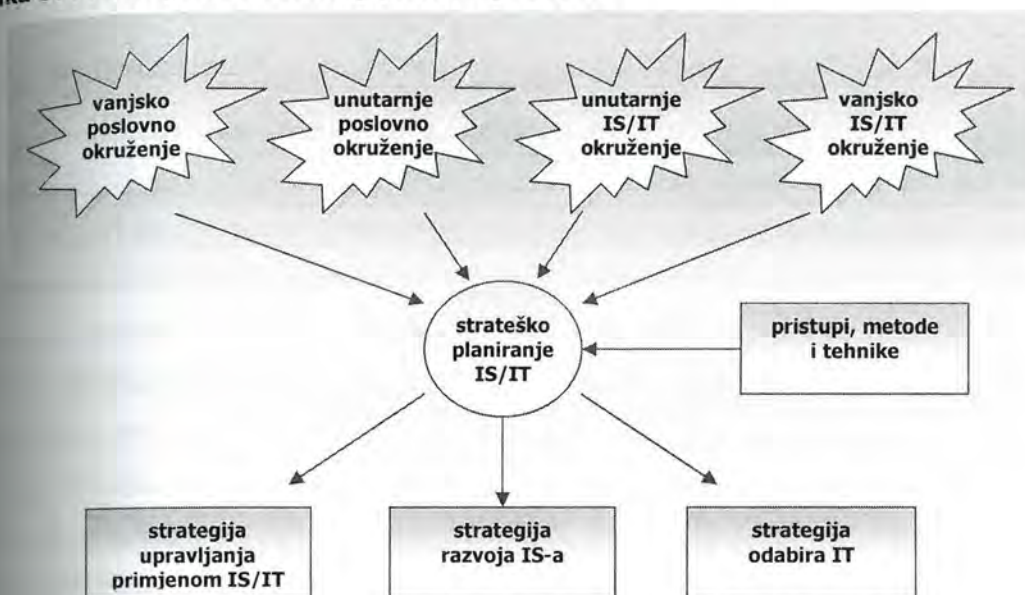 vanjsko
poslovno
okruženje
unutarnje
poslovno
okruženje
unutarnje
IS/IT
okruženje
vanjsko
IS/IT
okruženje
strateško
planiranje
IS/IT
pristupi, metode
i tehnike
strategija
upravljanja
primjenom IS/IT
strategija
razvoja IS-a
strategija
odabira IT